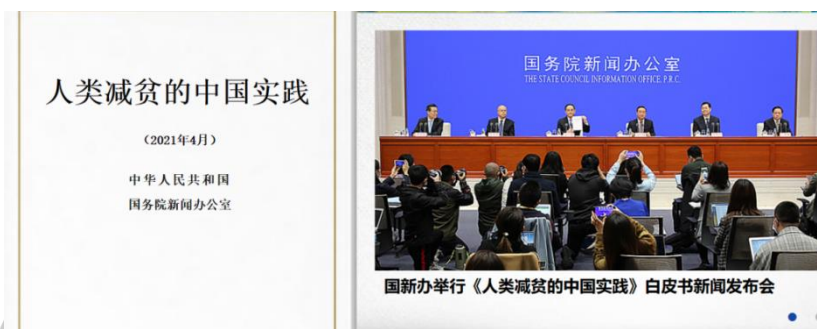 人类减贫的中国实践
（2021年4月）
中华人民共和国
国务院新闻办公室
国务院新闻办公室
THE STATE COUNCIL INFORMATION OFFICE, P.R.C.
国新办举行《人类减贫的中国实践》白皮书新闻发布会